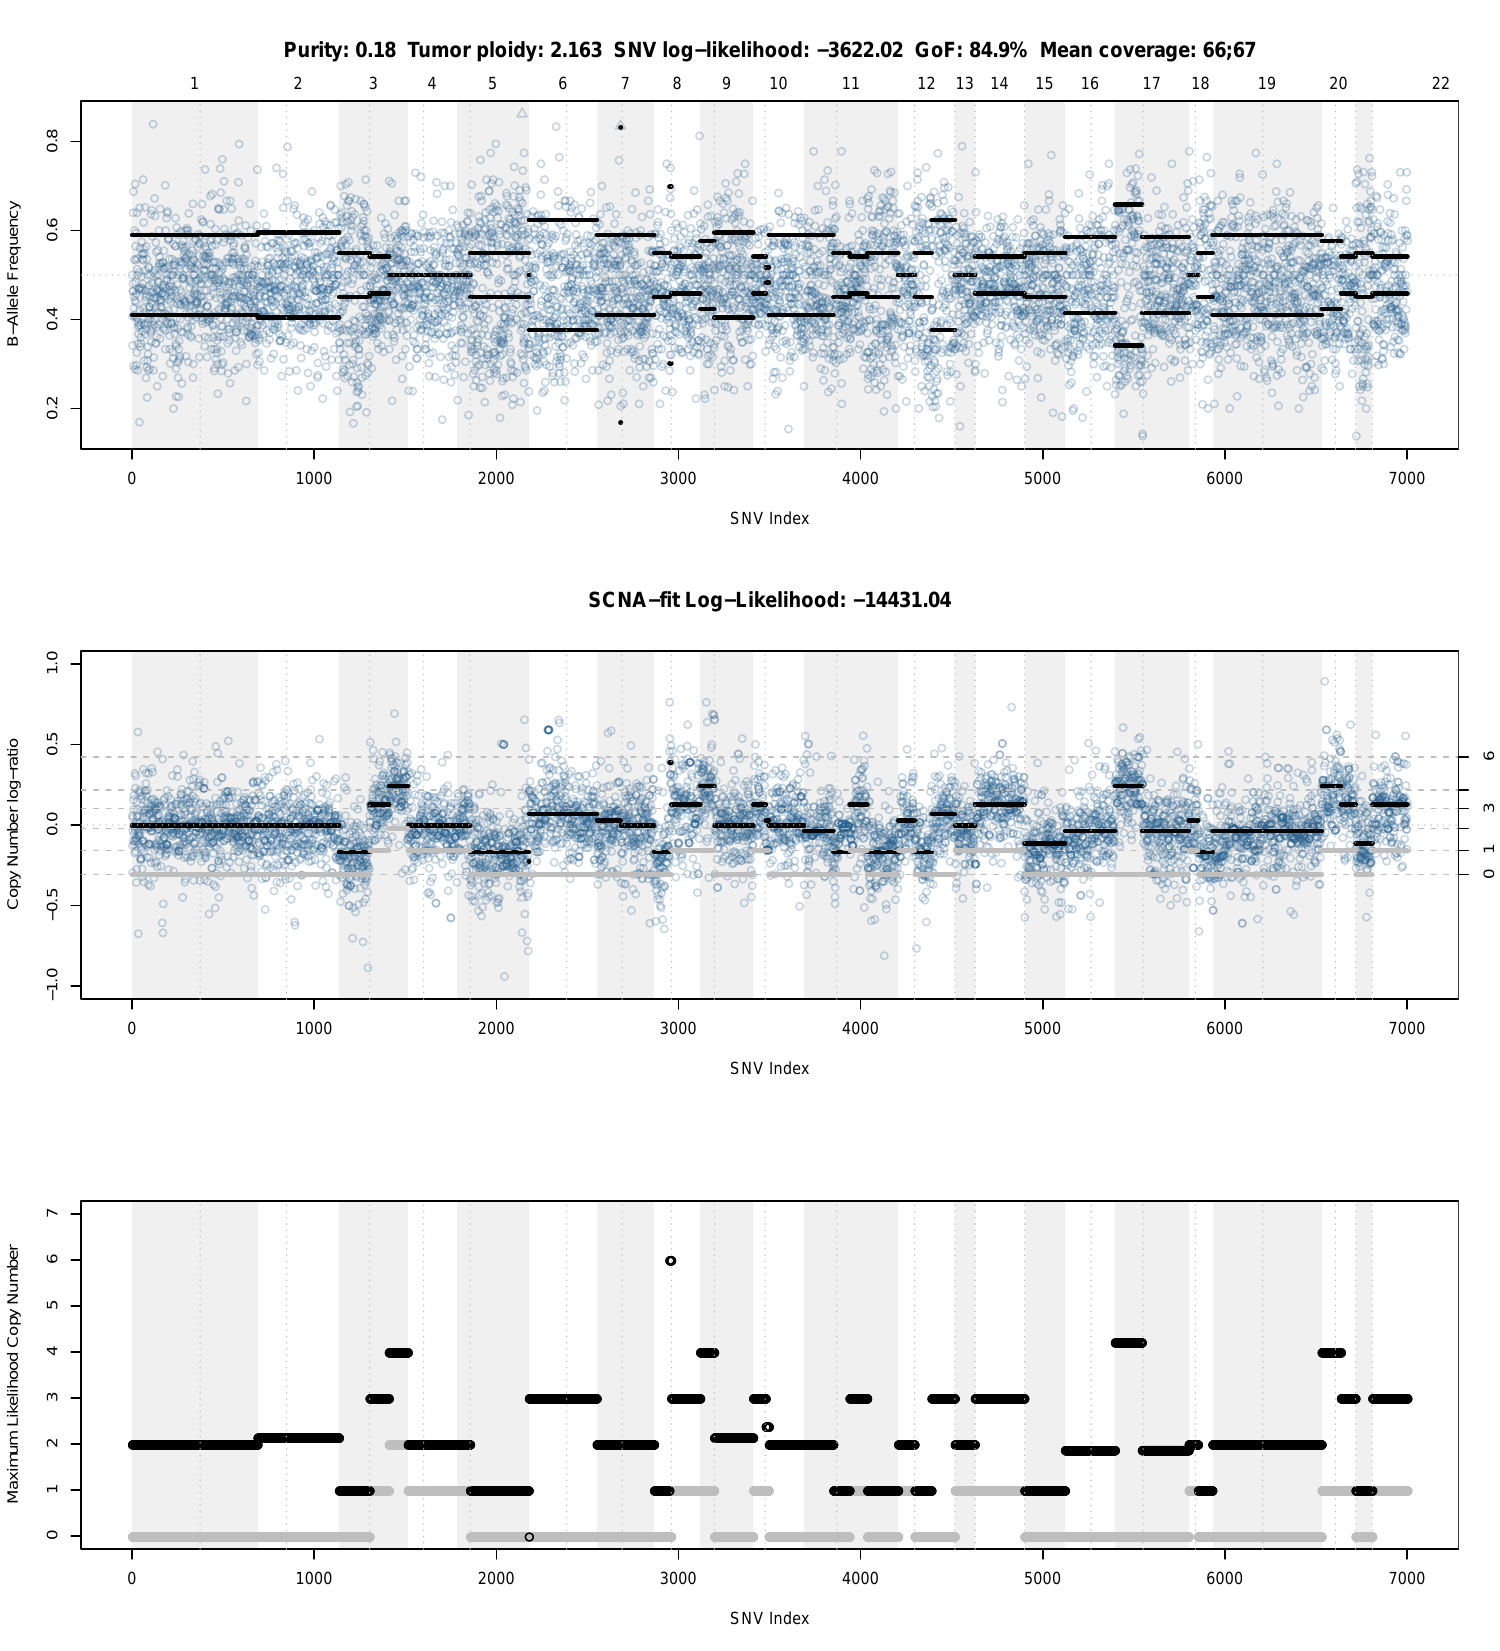 Purity: 0.18 Tumor ploidy: 2.163 SNV log−likelihood: −3622.02 GoF: 84.9% Mean coverage: 66;67
1 2 3 4 5 6 7 8 9 10 11 12 13 14 15 16 17 18 19 20 22
B−Allele Frequency
0.8
0.6
0.4
0.2
0 1000 2000 3000 4000 5000 6000 7000
SNV Index
SCNA−fit Log−Likelihood: −14431.04
Copy Number log−ratio
1.0
0.5
0.0
−0.5
−1.0
6
3
1
0
0 1000 2000 3000 4000 5000 6000 7000
SNV Index
Maximum Likelihood Copy Number
7
6
5
4
3
2
1
0
0 1000 2000 3000 4000 5000 6000 7000
SNV Index